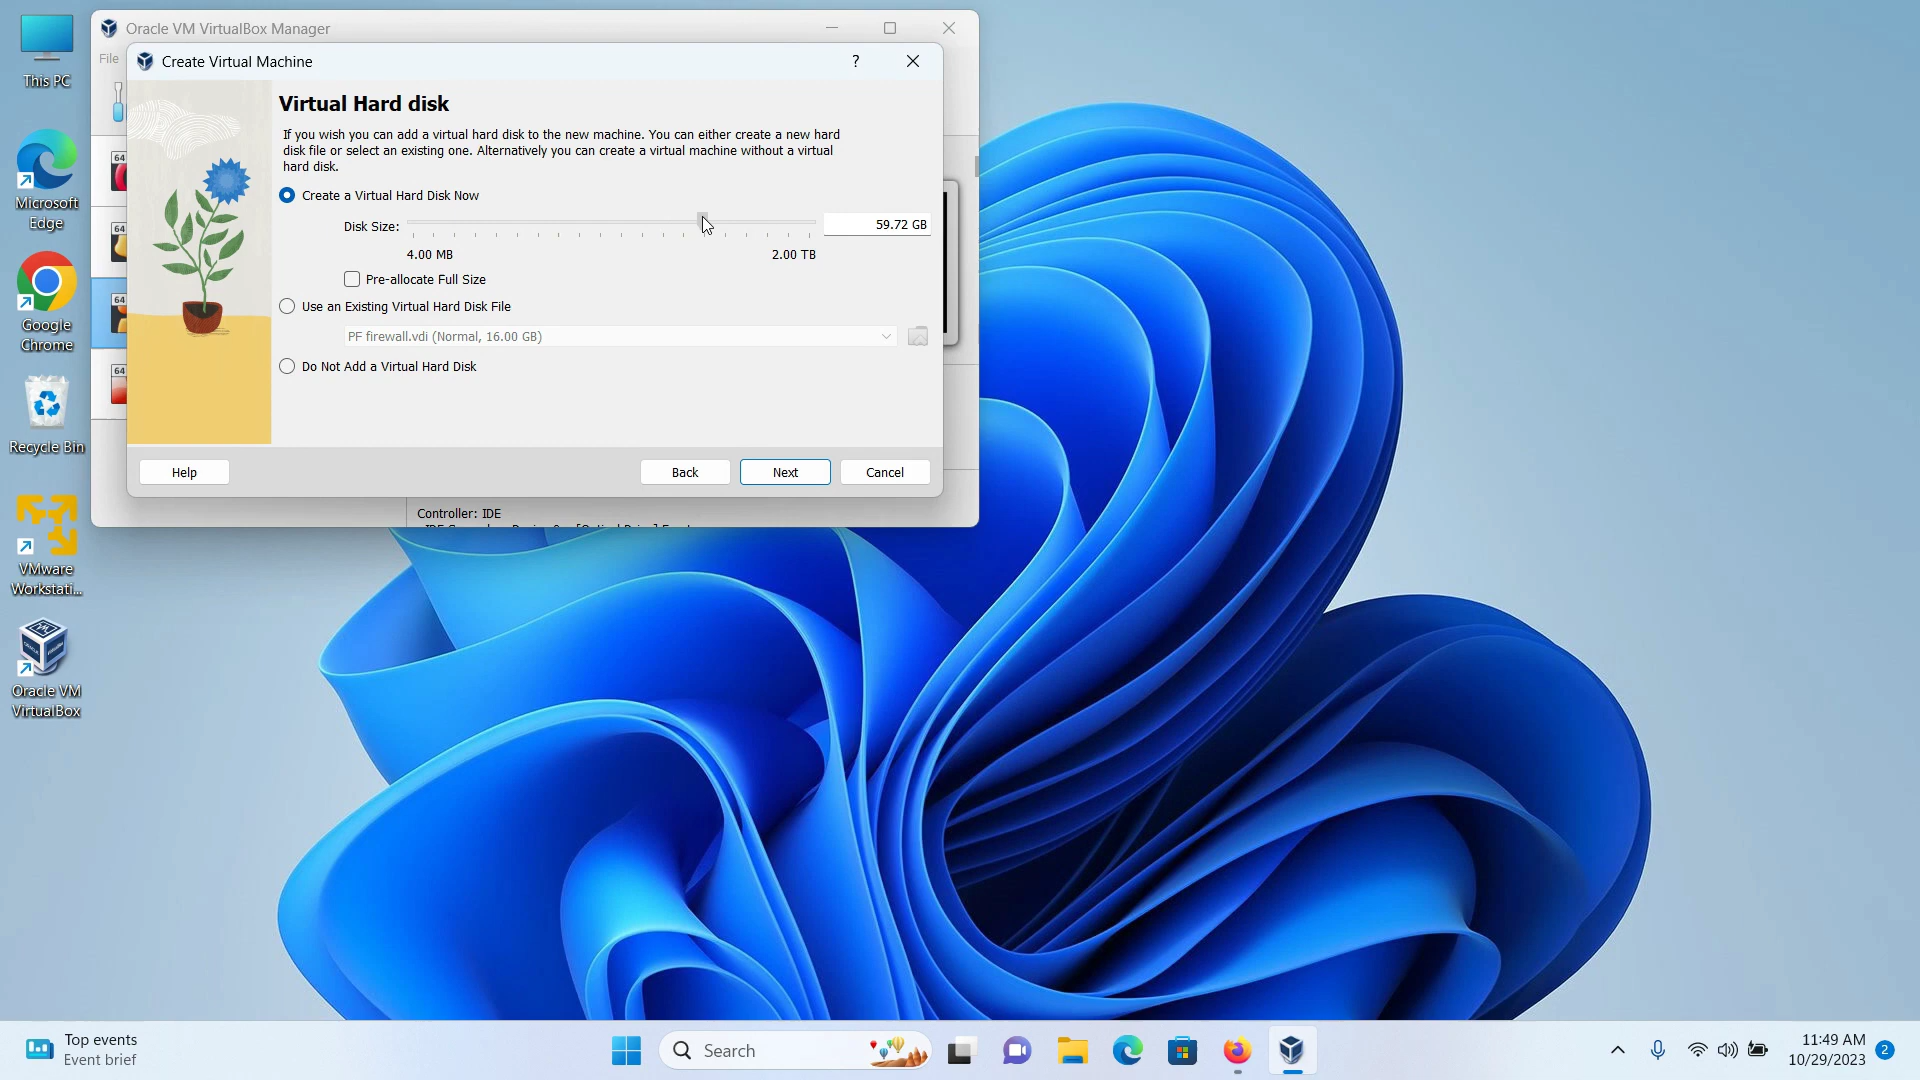 This PC
Microsoft
Edge
Google
Chrome
Recycle Bin
VMware
Workstati...
Oracle VM
VirtualBox
Oracle VM VirtualBox Manager
File
64
64
64
64
Create Virtual Machine
?
Virtual Hard disk
If you wish you can add a virtual hard disk to the new machine. You can either create a new hard
disk file or select an existing one. Alternatively you can create a virtual machine without a virtual
hard disk.
Create a Virtual Hard Disk Now
Disk Size:
59.72 GB
4.00 MB
2.00 TB
Pre-allocate Full Size
Use an Existing Virtual Hard Disk File
PF firewall.vdi (Normal, 16.00 GB)
Do Not Add a Virtual Hard Disk
Help
Back
Next
Cancel
Controller: IDE
Top events
Event brief
Search
11:49 AM
10/29/2023
2